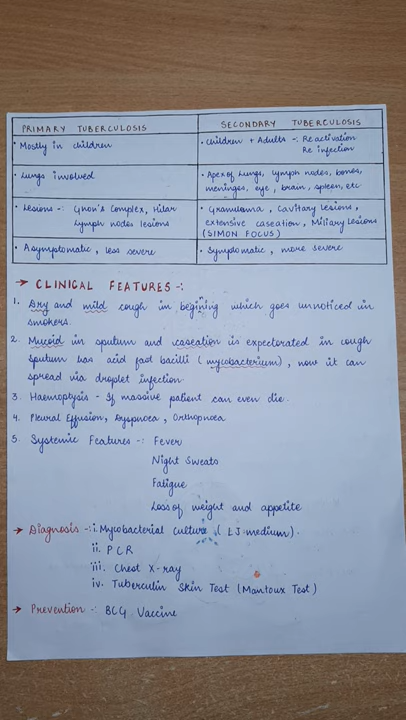 PRIMARY TUBERCULOSIS
SECONDARY TUBERCULOSIS
• Mostly in children
• Children + Adults -: Reactivation
Re infection
• Lungs involved
• Apex of Lungs, lymph nodes, bones,
meninges, eye, brain, spleen, etc
• Lesions -: Ghon's Complex, Hilar
Lymph nodes lesions
• Granuloma, Cavitary lesions,
extensive caseation, Miliary Lesions
(SIMON FOCUS)
• Asymptomatic, less severe
• Symptomatic, more severe
→ CLINICAL FEATURES -:
1. Dry and mild cough in begining which goes unnoticed in
smokers.
2. Mucoid in sputum and caseation is expectorated in cough
Sputum has acid fast bacilli (mycobacterium), now it can
spread via droplet infection.
3. Haemoptysis - If massive patient can even die.
4. Pleural Effusion, Dyspnoea, Orthopnoea
5. Systemic Features -: Fever
Night Sweats
Fatigue
Loss of weight and appetite
→ Diagnosis -: i. Mycobacterial Culture (LJ medium).
ii. PCR
iii. Chest X-ray
iv. Tuberculin Skin Test (Mantoux Test)
→ Prevention -: BCG Vaccine